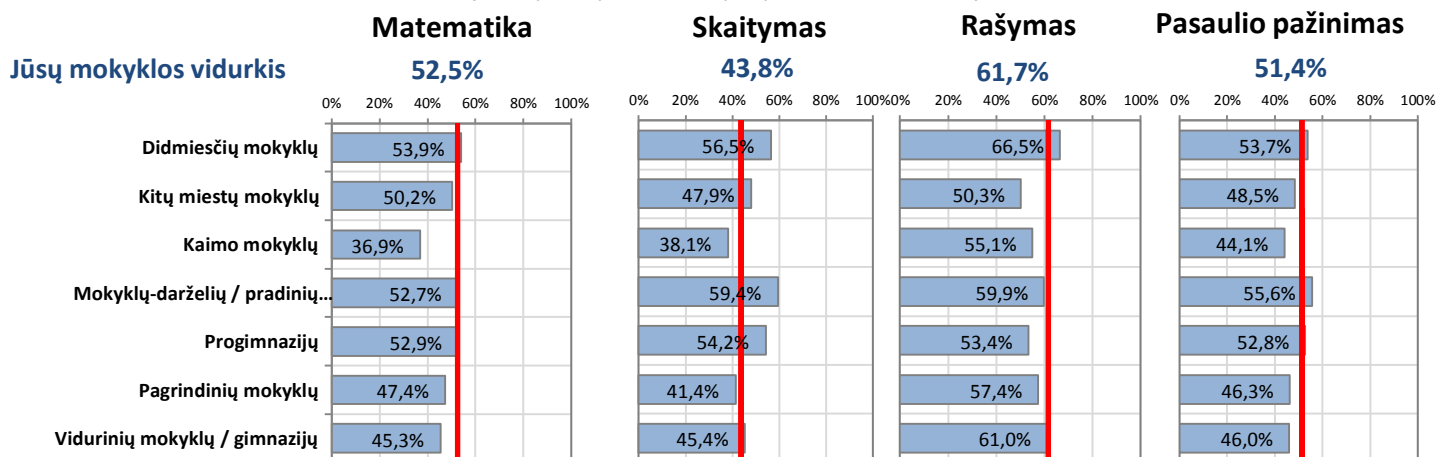 Matematika Skaitymas Rašymas Pasaulio pažinimas
Jūsų mokyklos vidurkis 52,5% 43,8% 61,7% 51,4%
0% 20% 40% 60% 80% 100% 0% 20% 40% 60% 80% 100% 0% 20% 40% 60% 80% 100% 0% 20% 40% 60% 80% 100%
Didmiesčių mokyklų 53,9% 56,5% 66,5% 53,7%
Kitų miestų mokyklų 50,2% 47,9% 50,3% 48,5%
Kaimo mokyklų 36,9% 38,1% 55,1% 44,1%
Mokyklų-darželių / pradinių... 52,7% 59,4% 59,9% 55,6%
Progimnazijų 52,9% 54,2% 53,4% 52,8%
Pagrindinių mokyklų 47,4% 41,4% 57,4% 46,3%
Vidurinių mokyklų / gimnazijų 45,3% 45,4% 61,0% 46,0%